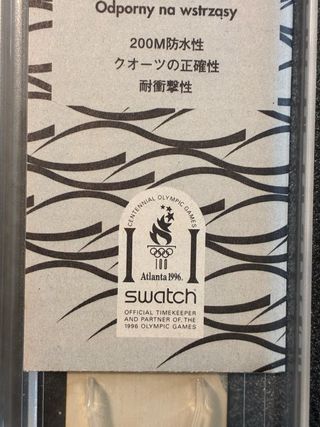 Odporny na wstrząsy
200M防水性
クオーツの正確性
耐衝撃性
CENTENNIAL OLYMPIC GAMES
100
Atlanta 1996
swatch
OFFICIAL TIMEKEEPER
AND PARTNER OF THE
1996 OLYMPIC GAMES